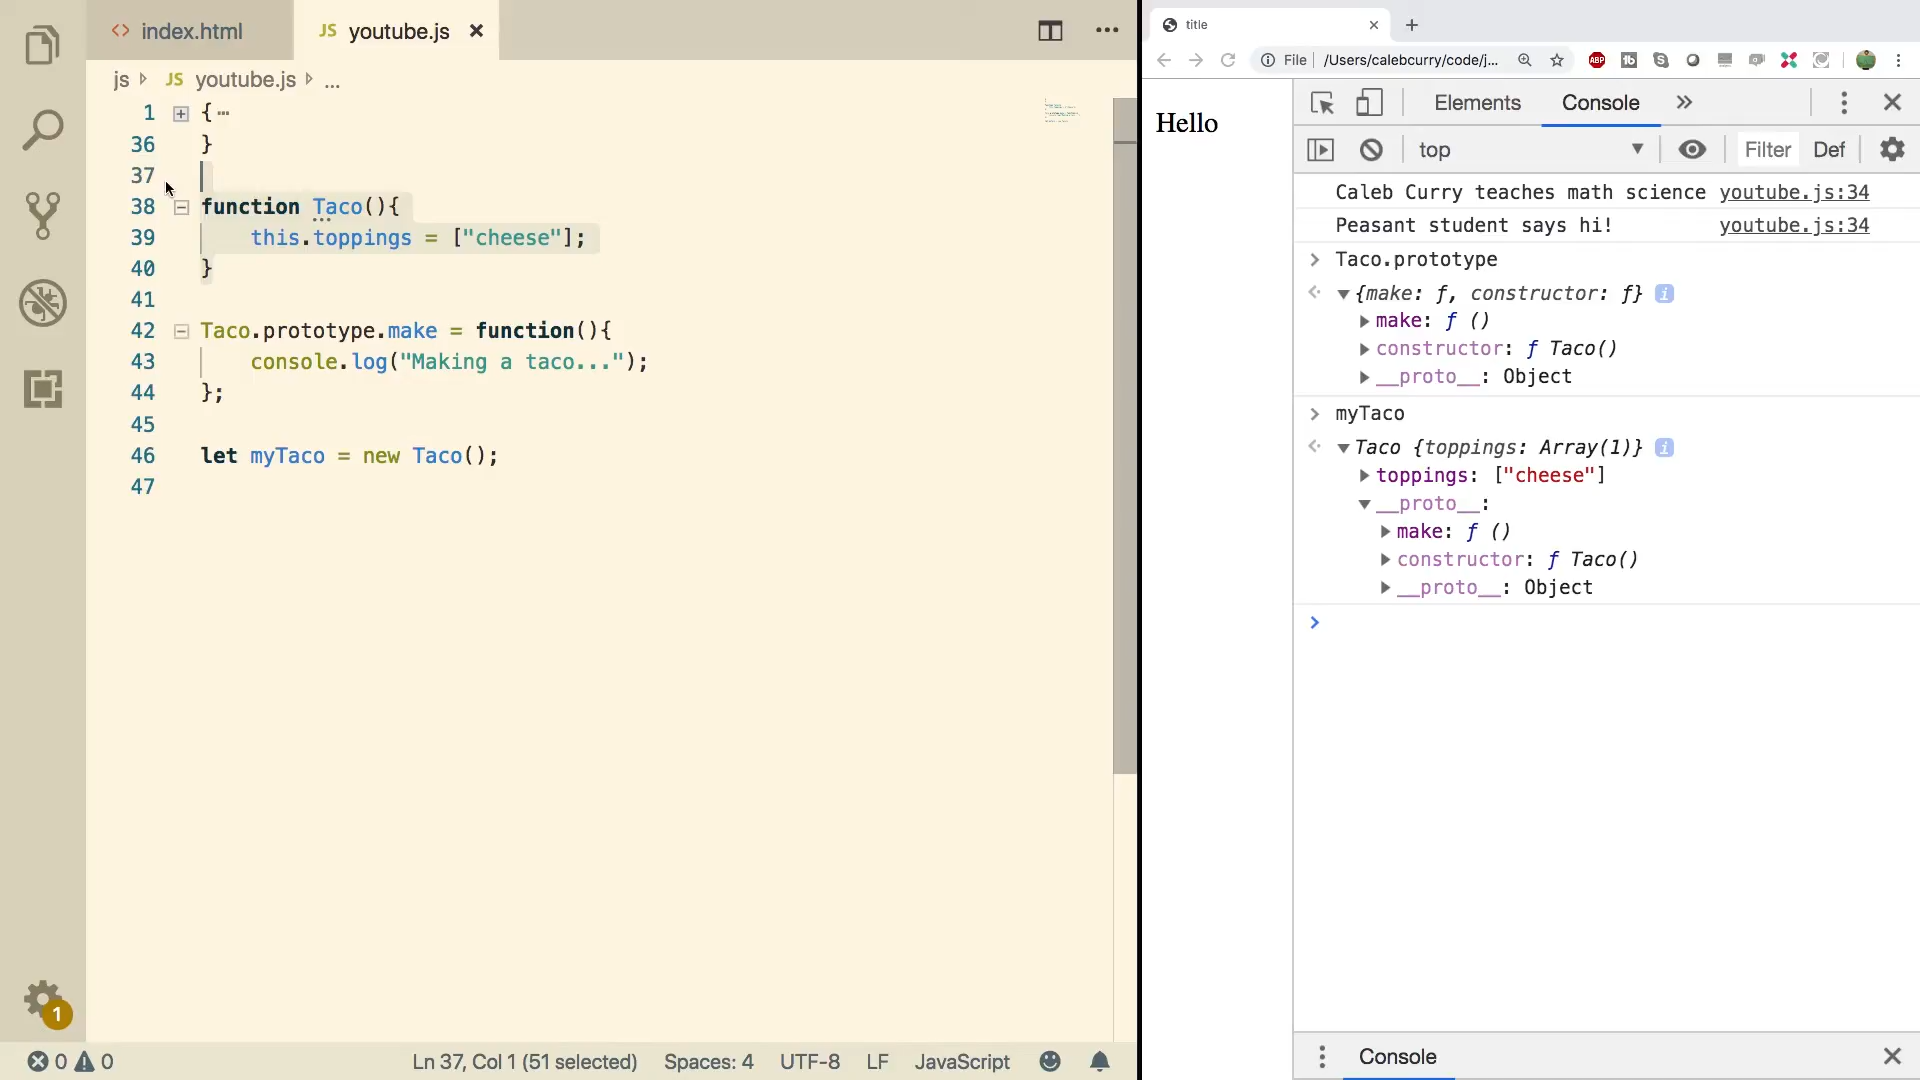 index.html
JS youtube.js
js JS youtube.js ...
1 {
36 }
37
38 function Taco(){
39 this.toppings = ["cheese"];
40 }
41
42 Taco.prototype.make = function(){
43 console.log("Making a taco...");
44 };
45
46 let myTaco = new Taco();
47
1
0 0 Ln 37, Col 1 (51 selected) Spaces: 4 UTF-8 LF JavaScript
title
File /Users/calebcurry/code/j...
ABP
Hello
Elements Console
top Filter Def
Caleb Curry teaches math science youtube.js:34
Peasant student says hi! youtube.js:34
Taco.prototype
{make: ƒ, constructor: ƒ} i
make: ƒ ()
constructor: ƒ Taco()
__proto__: Object
myTaco
Taco {toppings: Array(1)} i
toppings: ["cheese"]
__proto__:
make: ƒ ()
constructor: ƒ Taco()
__proto__: Object
Console